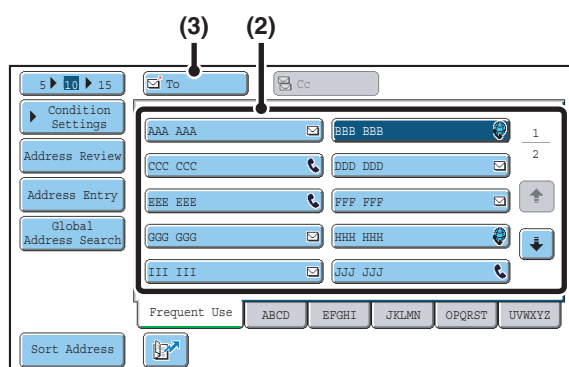 (3) (2)
5 10 15
To
Cc
Condition
Settings
Address Review
Address Entry
Global
Address Search
AAA AAA
BBB BBB
CCC CCC
DDD DDD
EEE EEE
FFF FFF
GGG GGG
HHH HHH
III III
JJJ JJJ
1
2
Frequent Use
ABCD
EFGHI
JKLMN
OPQRST
UVWXYZ
Sort Address